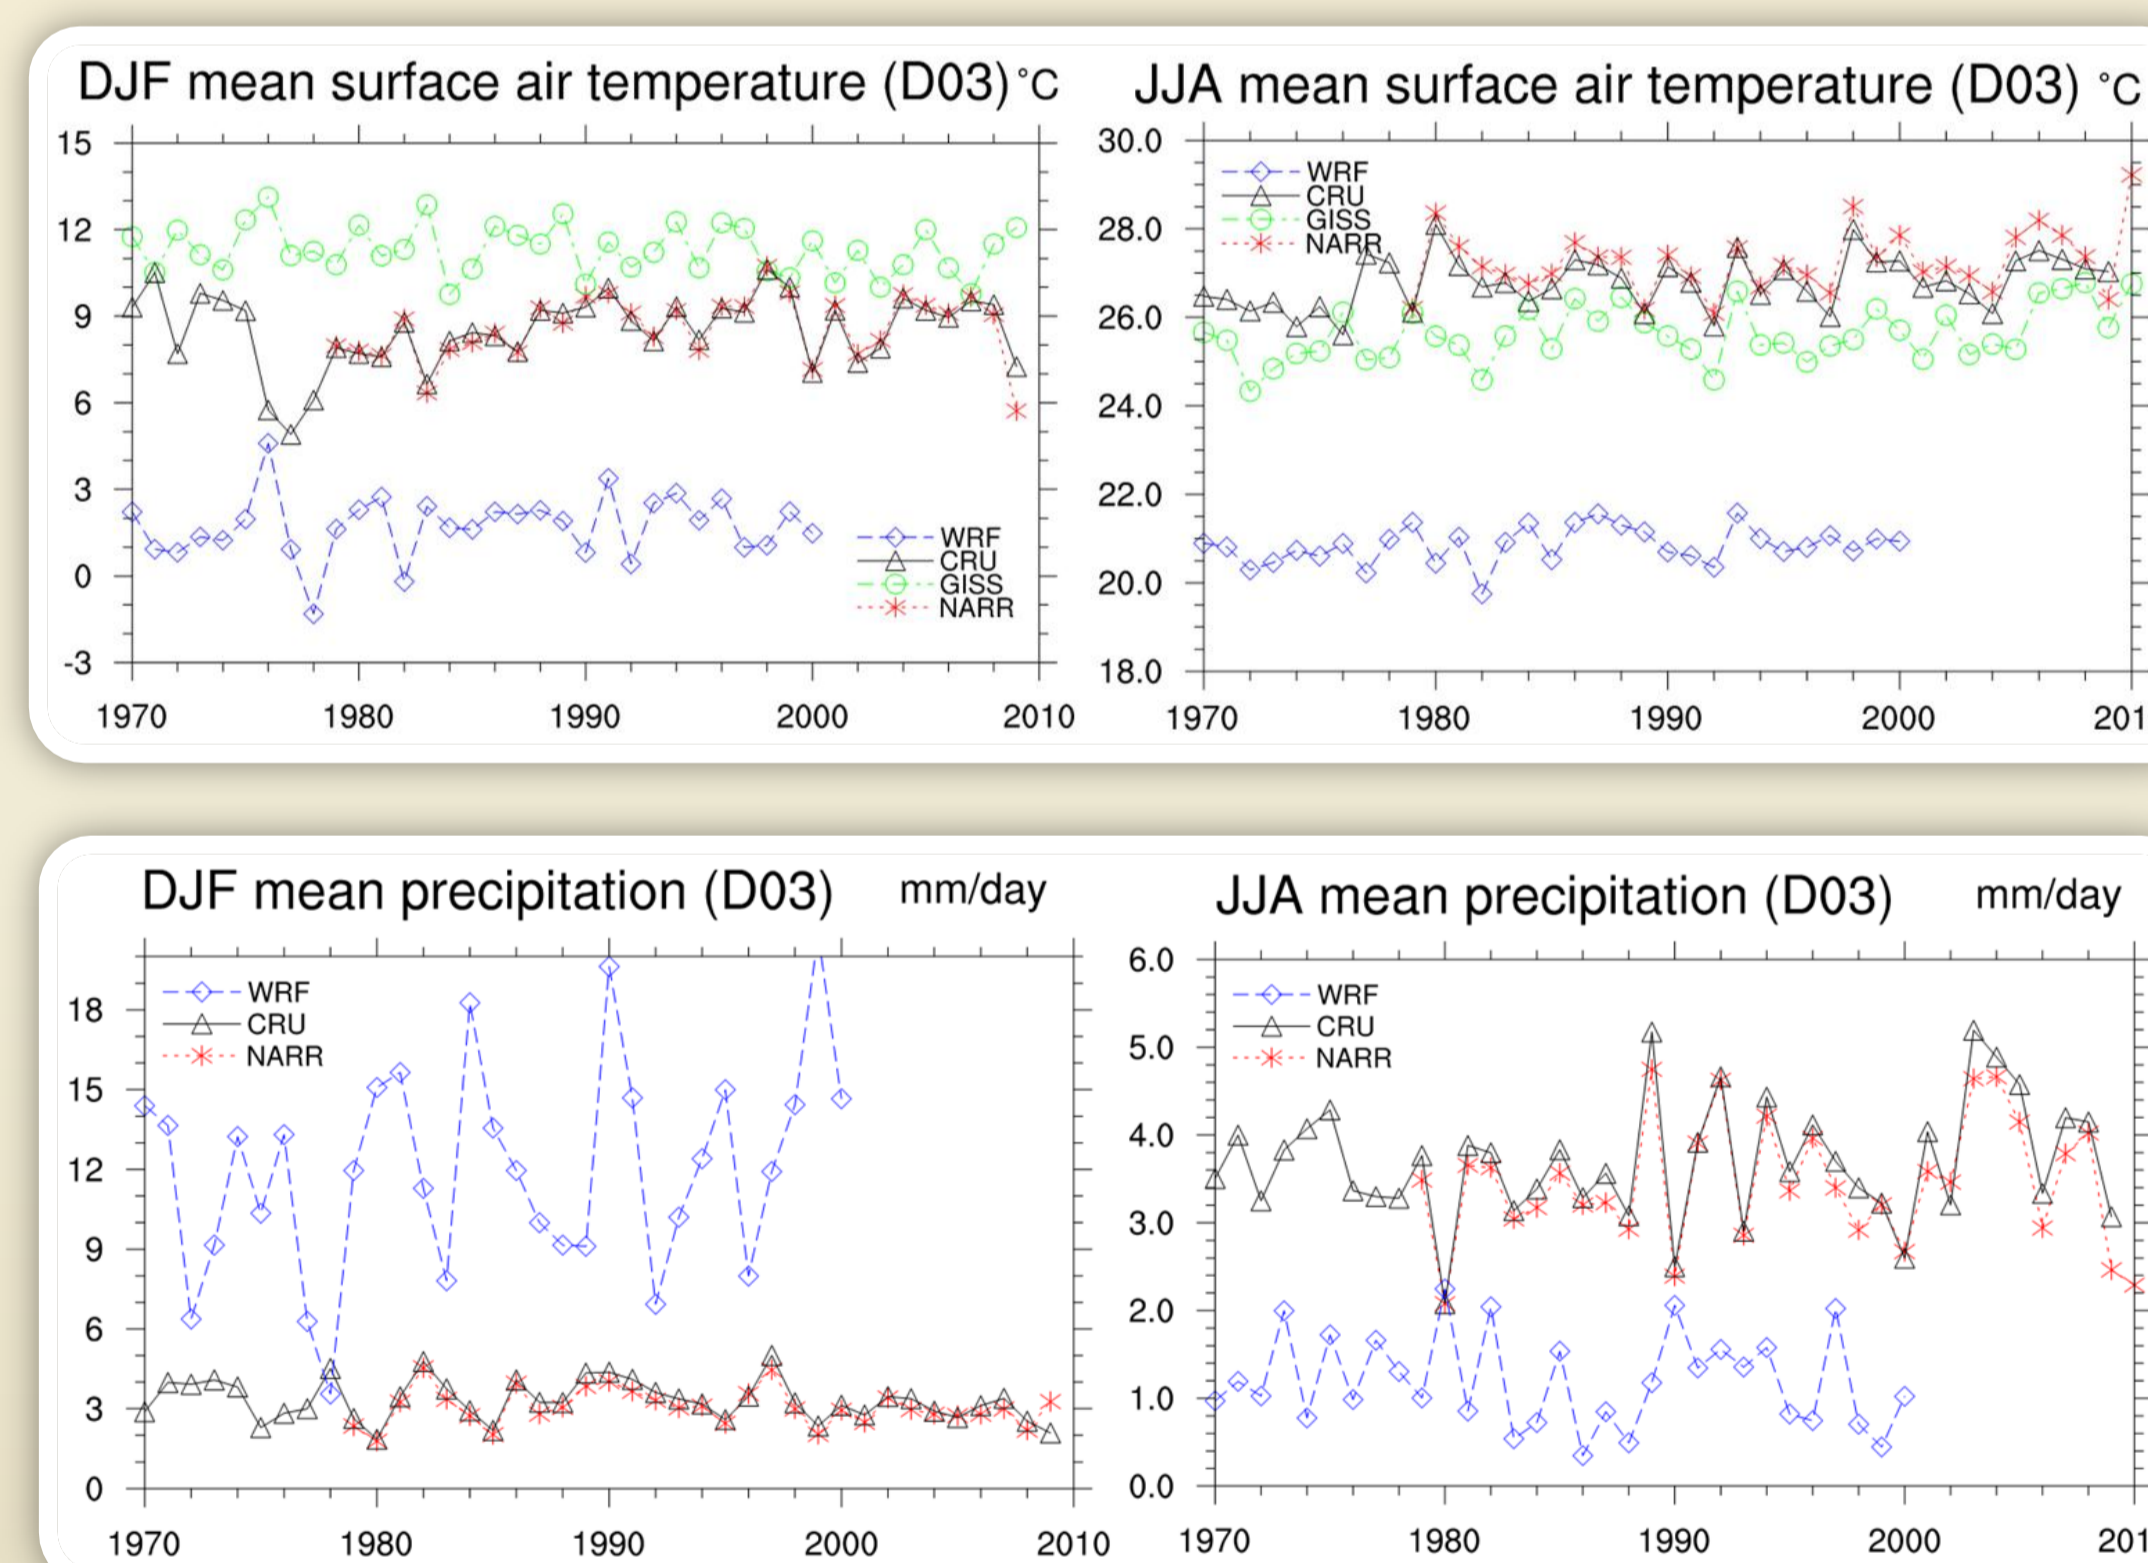 DJF mean surface air temperature (D03) °C
15
12
9
6
3
0
-3
WRF
CRU
GISS
NARR
1970 1980 1990 2000 2010
JJA mean surface air temperature (D03) °C
30.0
28.0
26.0
24.0
22.0
20.0
18.0
WRF
CRU
GISS
NARR
1970 1980 1990 2000 201
DJF mean precipitation (D03) mm/day
18
15
12
9
6
3
0
WRF
CRU
NARR
1970 1980 1990 2000 2010
JJA mean precipitation (D03) mm/day
6.0
5.0
4.0
3.0
2.0
1.0
0.0
WRF
CRU
NARR
1970 1980 1990 2000 201